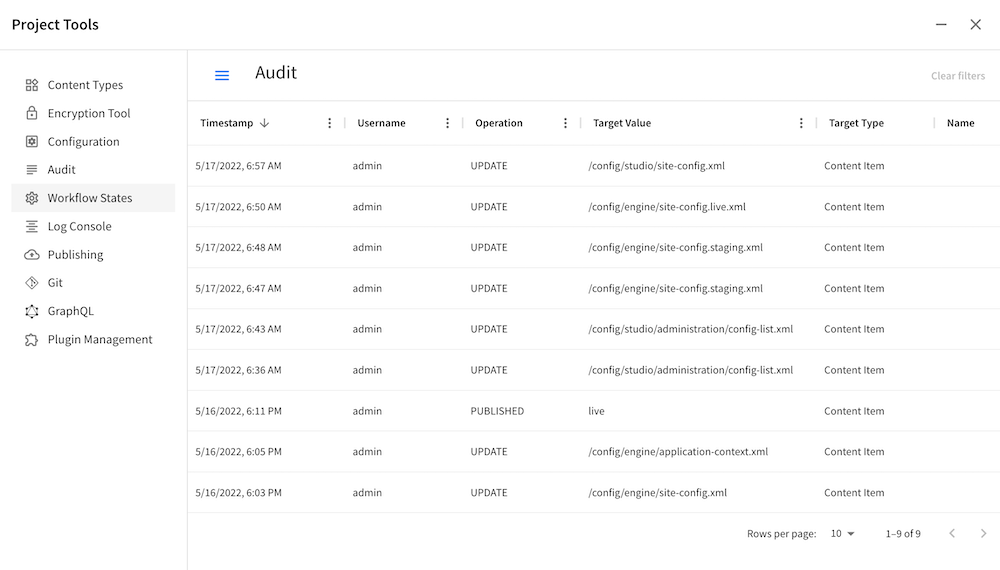 Project Tools
Content Types
Encryption Tool
Configuration
Audit
Workflow States
Log Console
Publishing
Git
GraphQL
Plugin Management
Audit
Clear filters
Timestamp Username Operation Target Value Target Type Name
5/17/2022, 6:57 AM admin UPDATE /config/studio/site-config.xml Content Item
5/17/2022, 6:50 AM admin UPDATE /config/engine/site-config.live.xml Content Item
5/17/2022, 6:48 AM admin UPDATE /config/engine/site-config.staging.xml Content Item
5/17/2022, 6:47 AM admin UPDATE /config/engine/site-config.staging.xml Content Item
5/17/2022, 6:43 AM admin UPDATE /config/studio/administration/config-list.xml Content Item
5/17/2022, 6:36 AM admin UPDATE /config/studio/administration/config-list.xml Content Item
5/16/2022, 6:11 PM admin PUBLISHED live Content Item
5/16/2022, 6:05 PM admin UPDATE /config/engine/application-context.xml Content Item
5/16/2022, 6:03 PM admin UPDATE /config/engine/site-config.xml Content Item
Rows per page: 10 1–9 of 9